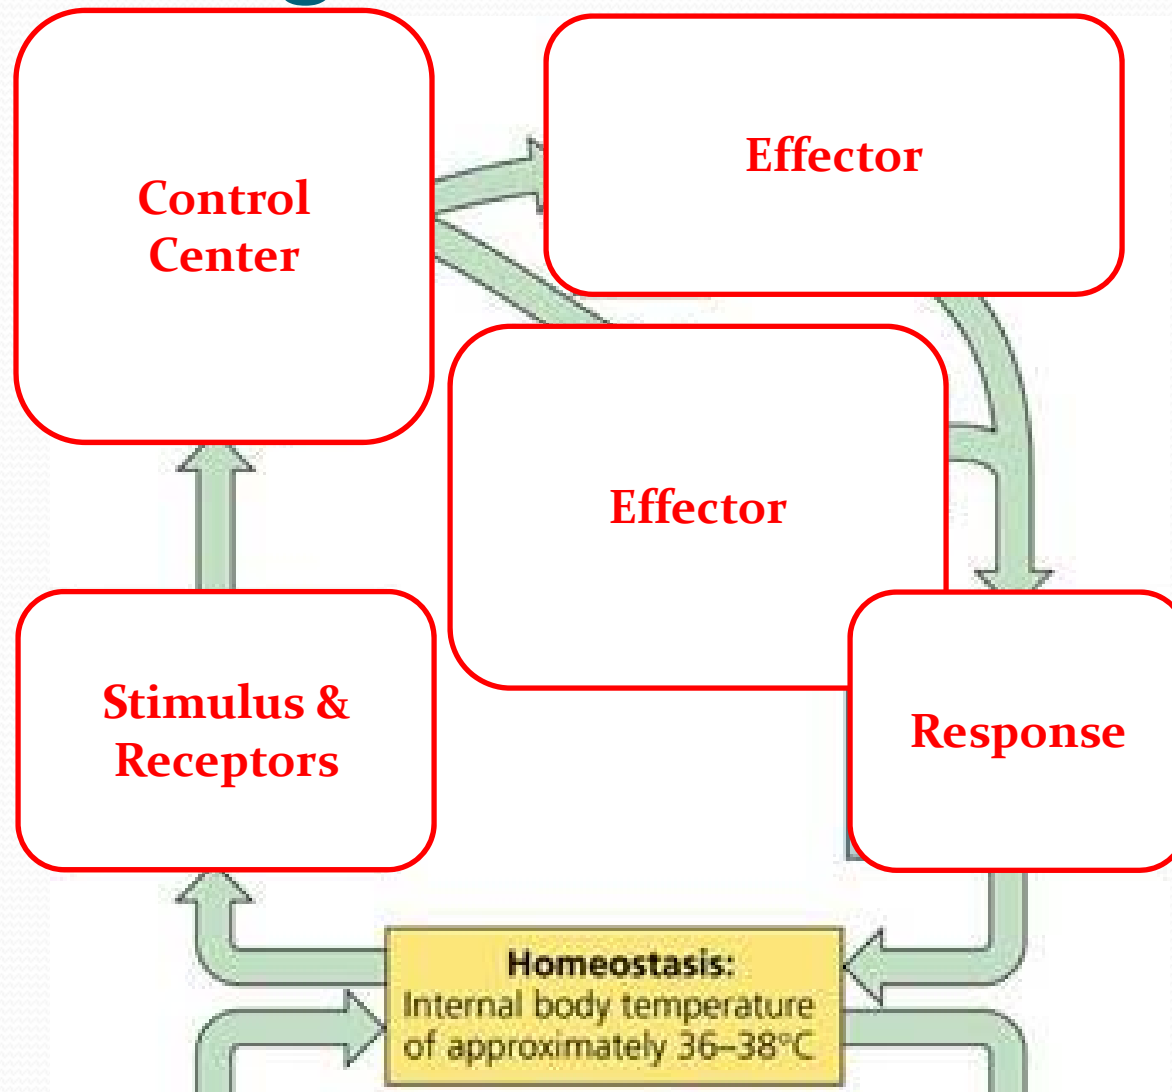 Control
Center
Effector
Effector
Stimulus &
Receptors
Response
Homeostasis:
Internal body temperature
of approximately 36–38°C